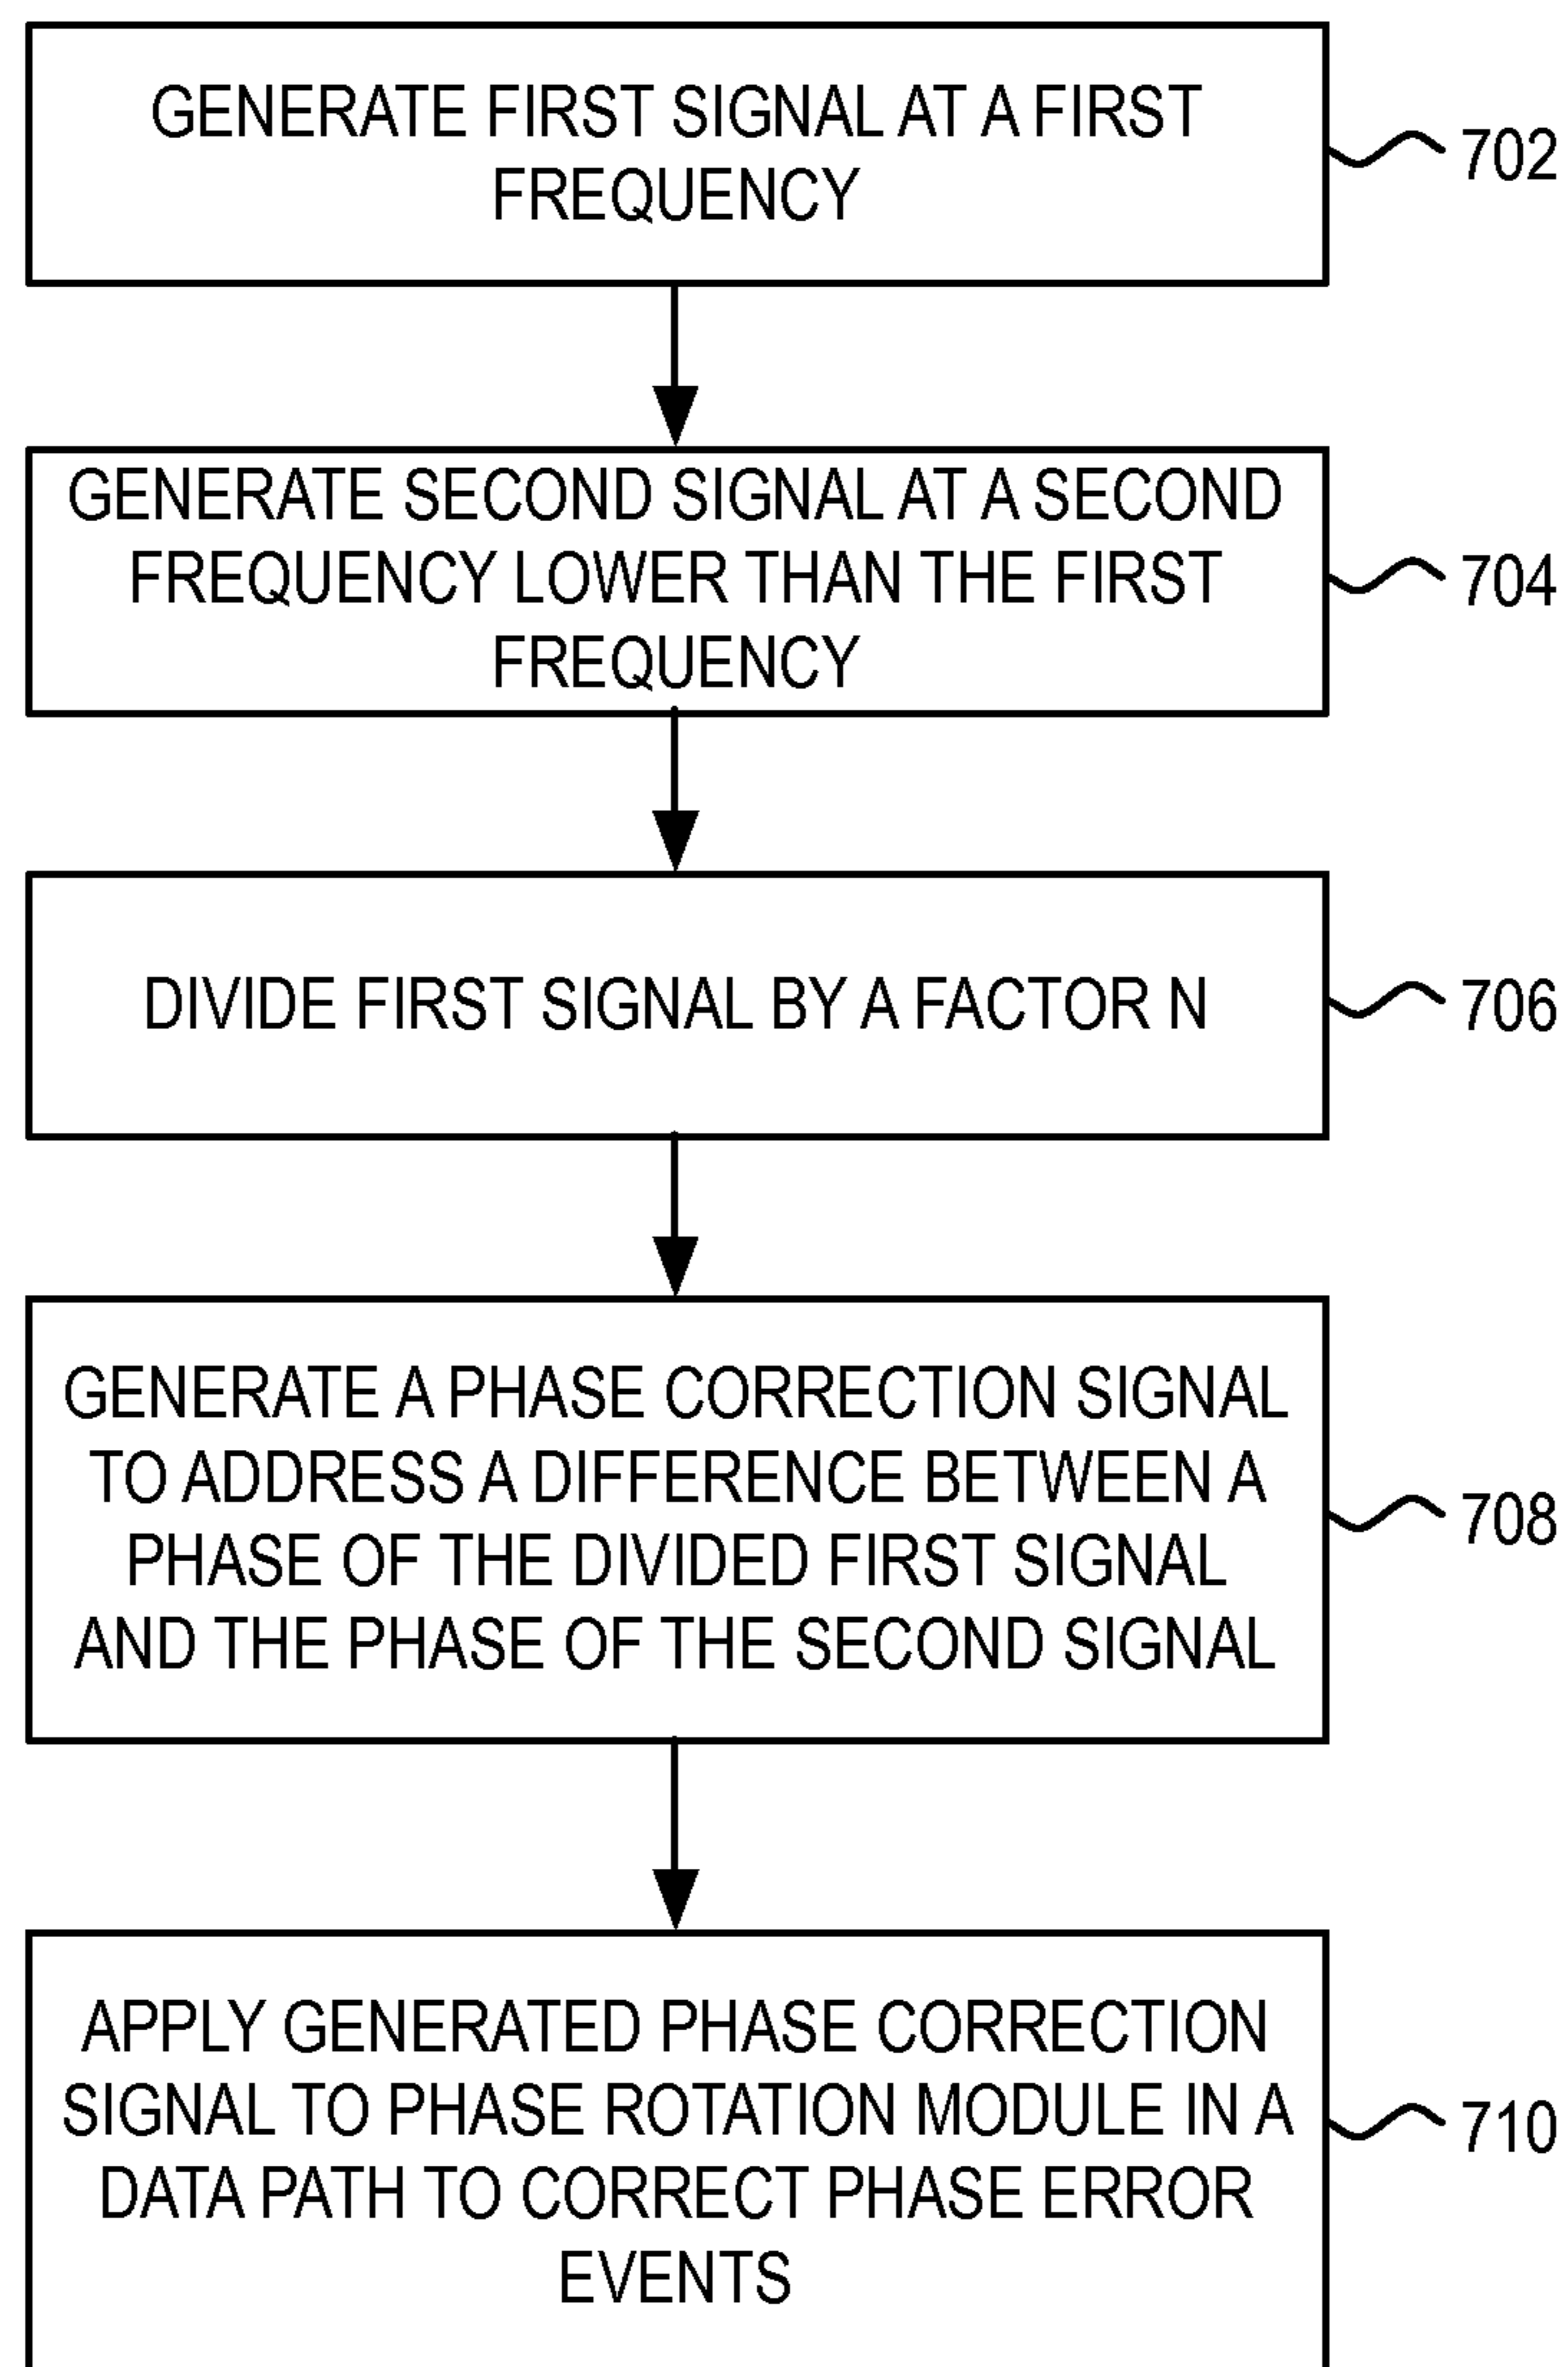 GENERATE FIRST SIGNAL AT A FIRST
FREQUENCY
702
GENERATE SECOND SIGNAL AT A SECOND
FREQUENCY LOWER THAN THE FIRST
FREQUENCY
704
DIVIDE FIRST SIGNAL BY A FACTOR N
706
GENERATE A PHASE CORRECTION SIGNAL
TO ADDRESS A DIFFERENCE BETWEEN A
PHASE OF THE DIVIDED FIRST SIGNAL
AND THE PHASE OF THE SECOND SIGNAL
708
APPLY GENERATED PHASE CORRECTION
SIGNAL TO PHASE ROTATION MODULE IN A
DATA PATH TO CORRECT PHASE ERROR
EVENTS
710